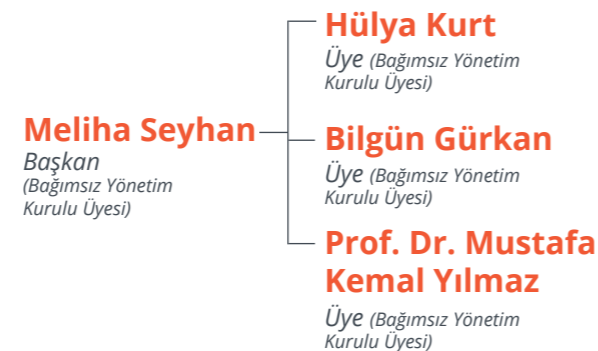 Meliha Seyhan
Başkan
(Bağımsız Yönetim
Kurulu Üyesi)
Hülya Kurt
Üye (Bağımsız Yönetim
Kurulu Üyesi)
Bilgün Gürkan
Üye (Bağımsız Yönetim
Kurulu Üyesi)
Prof. Dr. Mustafa
Kemal Yılmaz
Üye (Bağımsız Yönetim
Kurulu Üyesi)